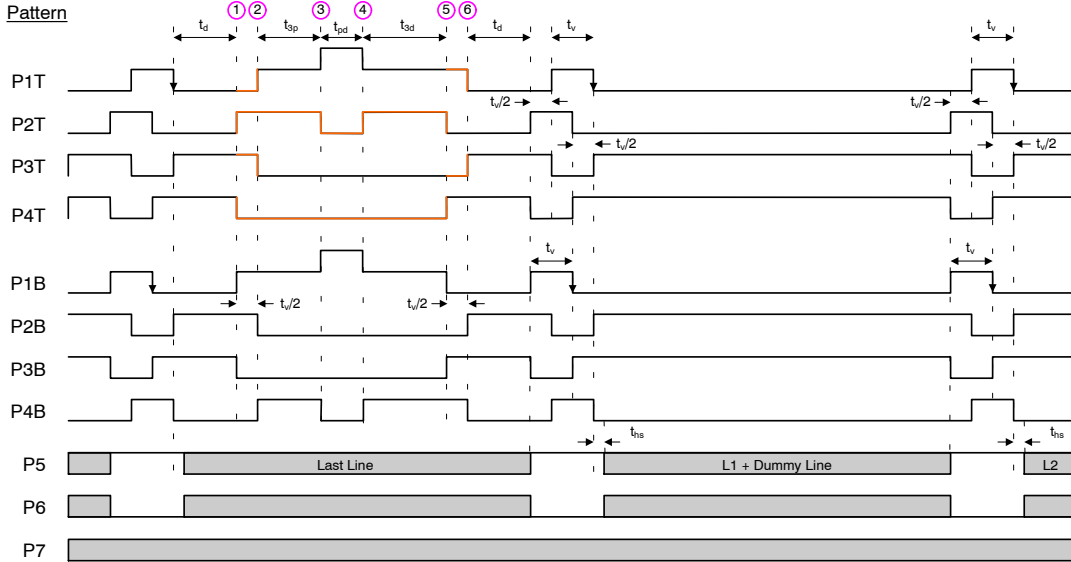 Pattern
1 2 3 4 5 6
t_d t_3p t_pd t_3d t_d t_v t_v
P1T
t_v/2 t_v/2
P2T
t_v/2 t_v/2
P3T
P4T
t_v t_v
P1B
t_v/2 t_v/2
P2B
P3B
P4B
t_hs t_hs
P5 Last Line L1 + Dummy Line L2
P6
P7